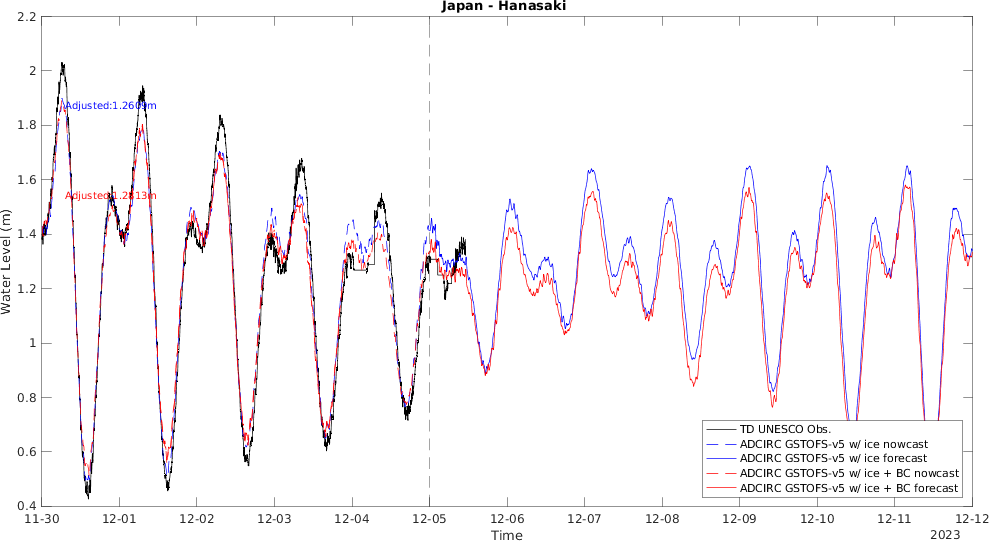 Japan - Hanasaki
2.2
2
1.8
1.6
1.4
1.2
1
0.8
0.6
0.4
Water Level (m)
Adjusted:1.2609m
11-30
12-01
12-02
12-03
12-04
12-05
12-06
12-07
12-08
12-09
12-10
12-11
12-12
Time
2023
TD UNESCO Obs.
ADCIRC GSTOFS-v5 w/ ice nowcast
ADCIRC GSTOFS-v5 w/ ice forecast
ADCIRC GSTOFS-v5 w/ ice + BC nowcast
ADCIRC GSTOFS-v5 w/ ice + BC forecast